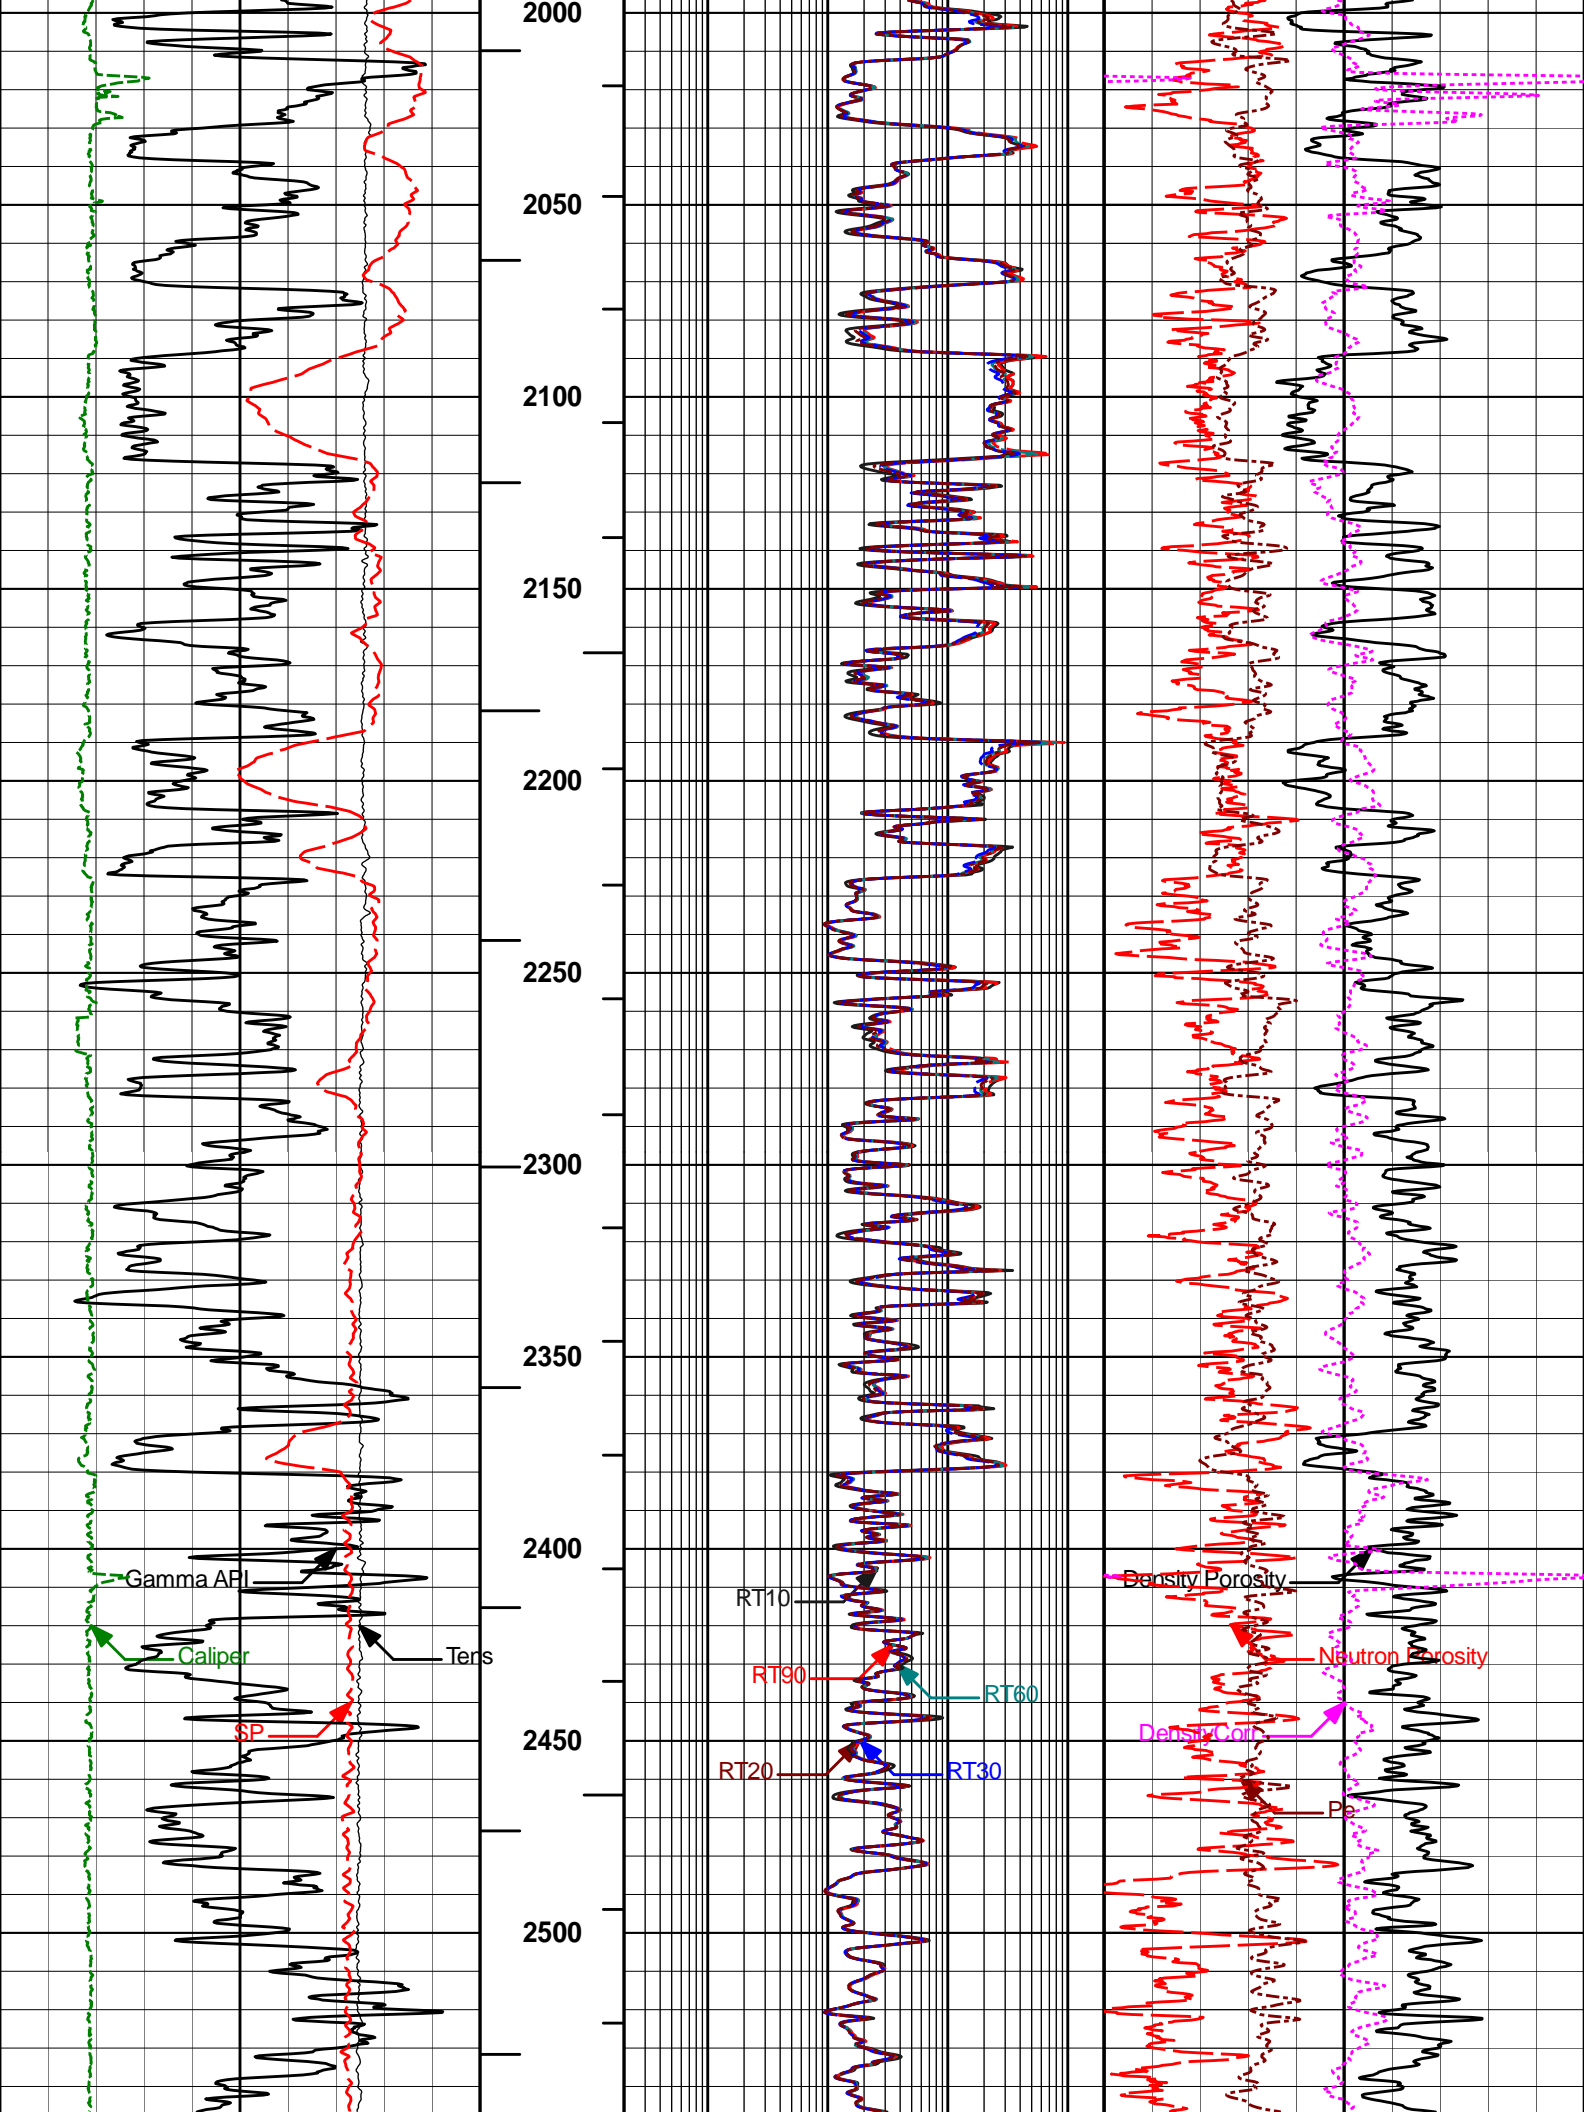 2000
2050
2100
2150
2200
2250
2300
2350
2400
Gamma API
Density Porosity
RT10
Caliper
Tens
Neutron Porosity
RT90
RT60
SP
DensityCorr
2450
RT20
RT30
Pe
2500